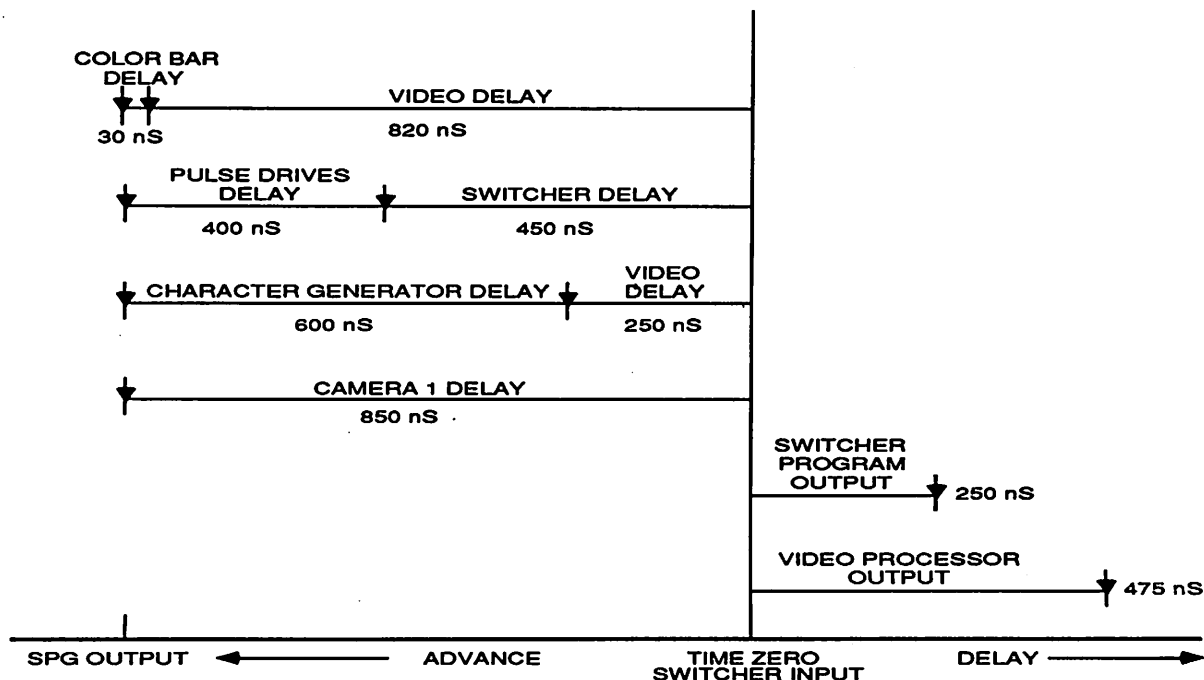 COLOR BAR
DELAY
VIDEO DELAY
30 nS
820 nS
PULSE DRIVES
DELAY
SWITCHER DELAY
400 nS
450 nS
VIDEO
CHARACTER GENERATOR DELAY
DELAY
600 nS
250 nS
CAMERA 1 DELAY
850 nS
SWITCHER
PROGRAM
OUTPUT
250 nS
VIDEO PROCESSOR
OUTPUT
475 nS
SPG OUTPUT
ADVANCE
TIME ZERO
SWITCHER INPUT
DELAY